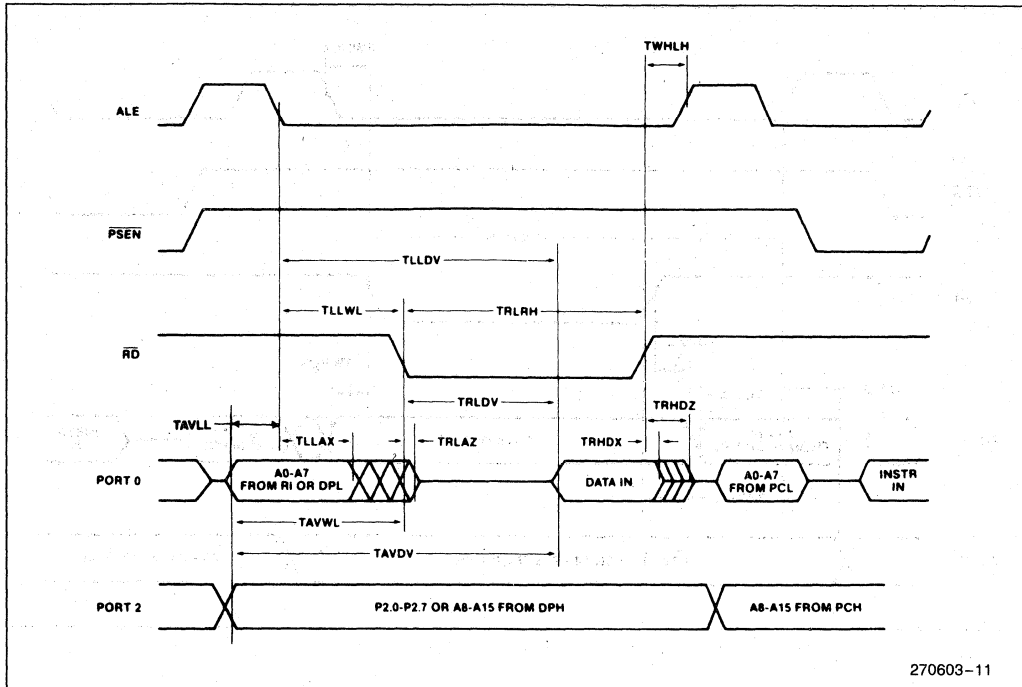 TWHLH
ALE
PSEN
TLLDV
TLLWL
TRLRH
RD
TRLDV
TRHDZ
TAVLL
TLLAX
TRLAZ
TRHDX
PORT 0
A0-A7
FROM RI OR DPL
DATA IN
A0-A7
FROM PCL
INSTR
IN
TAVWL
TAVDV
PORT 2
P2.0-P2.7 OR A8-A15 FROM DPH
A8-A15 FROM PCH
270603-11